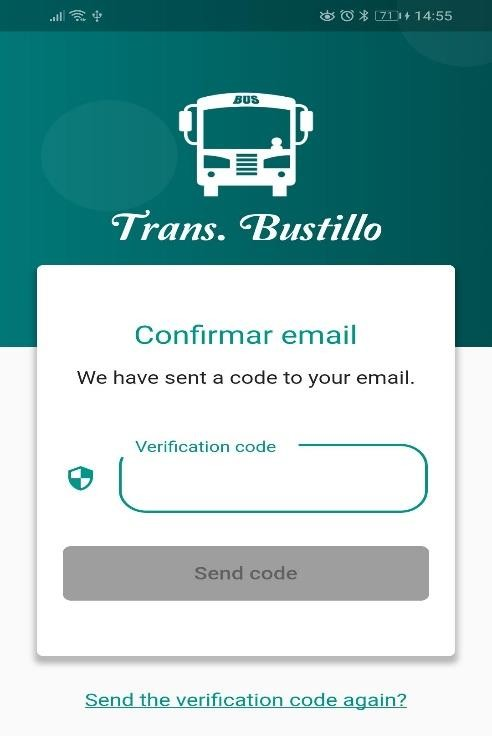 71 14:55
BUS
Trans. Bustillo
Confirmar email
We have sent a code to your email.
Verification code
Send code
Send the verification code again?